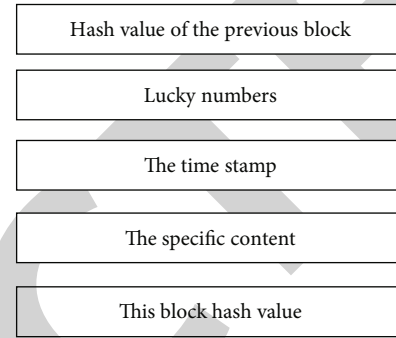 Hash value of the previous block
Lucky numbers
The time stamp
The specific content
This block hash value